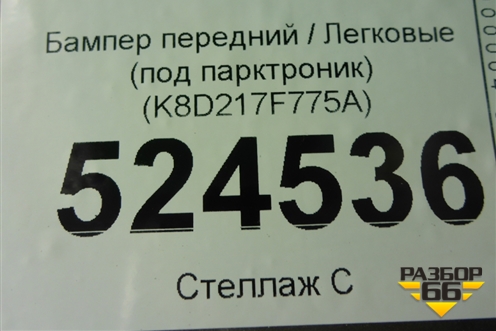 Бампер передний / Легковые
(под парктроник)
(K8D217F775A)
524536
Стеллаж С
РАЗБОР
66